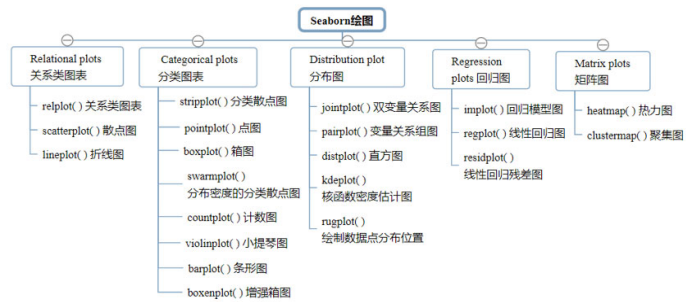 Seaborn绘图
Relational plots
关系类图表
relplot( ) 关系类图表
scatterplot( ) 散点图
lineplot( ) 折线图
Categorical plots
分类图表
stripplot( ) 分类散点图
pointplot( ) 点图
boxplot( ) 箱图
swarmplot( )
分布密度的分类散点图
countplot( ) 计数图
violinplot( ) 小提琴图
barplot( ) 条形图
boxenplot( ) 增强箱图
Distribution plot
分布图
jointplot( ) 双变量关系图
pairplot( ) 变量关系组图
distplot( ) 直方图
kdeplot( )
核函数密度估计图
rugplot( )
绘制数据点分布位置
Regression
plots 回归图
implot( ) 回归模型图
regplot( ) 线性回归图
residplot( )
线性回归残差图
Matrix plots
矩阵图
heatmap( ) 热力图
clustermap( ) 聚集图